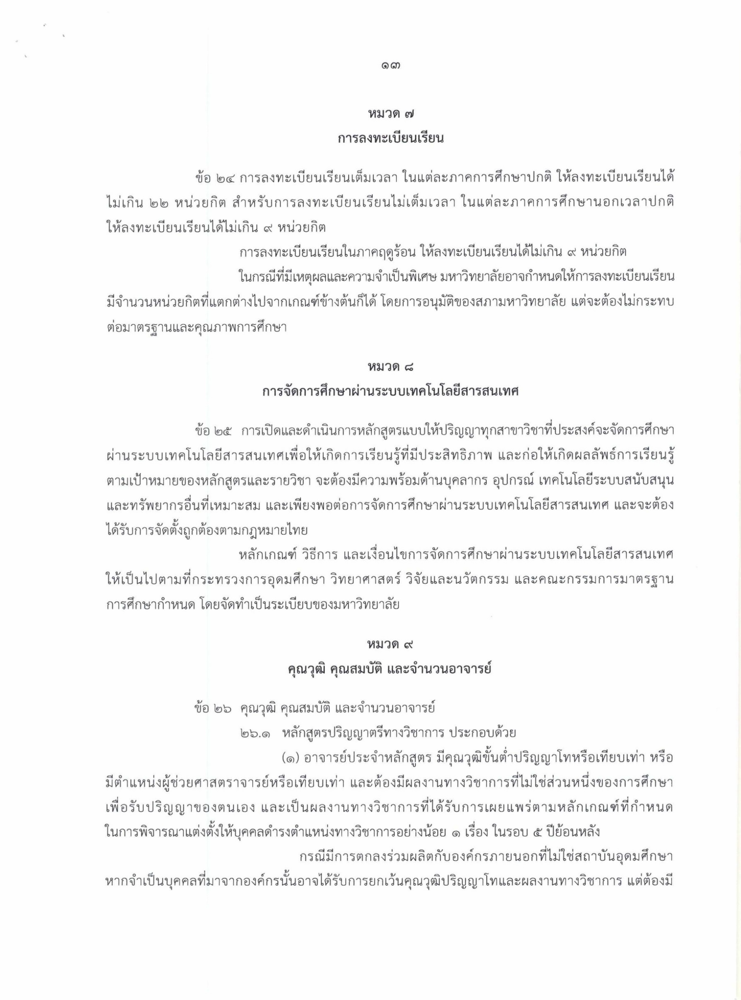 ๑๓
หมวด ๗
การลงทะเบียนเรียน
ข้อ ๒๔ การลงทะเบียนเรียนเต็มเวลา ในแต่ละภาคการศึกษาปกติ ให้ลงทะเบียนเรียนได้
ไม่เกิน ๒๒ หน่วยกิต สำหรับการลงทะเบียนเรียนไม่เต็มเวลา ในแต่ละภาคการศึกษานอกเวลาปกติ
ให้ลงทะเบียนเรียนได้ไม่เกิน ๙ หน่วยกิต
การลงทะเบียนเรียนในภาคฤดูร้อน ให้ลงทะเบียนเรียนได้ไม่เกิน ๙ หน่วยกิต
ในกรณีที่มีเหตุผลและความจำเป็นพิเศษ มหาวิทยาลัยอาจกำหนดให้การลงทะเบียนเรียน
มีจำนวนหน่วยกิตที่แตกต่างไปจากเกณฑ์ข้างต้นก็ได้ โดยการอนุมัติของสภามหาวิทยาลัย แต่จะต้องไม่กระทบ
ต่อมาตรฐานและคุณภาพการศึกษา
หมวด ๘
การจัดการศึกษาผ่านระบบเทคโนโลยีสารสนเทศ
ข้อ ๒๕ การเปิดและดำเนินการหลักสูตรแบบให้ปริญญาทุกสาขาวิชาที่ประสงค์จะจัดการศึกษา
ผ่านระบบเทคโนโลยีสารสนเทศเพื่อให้เกิดการเรียนรู้ที่มีประสิทธิภาพ และก่อให้เกิดผลลัพธ์การเรียนรู้
ตามเป้าหมายของหลักสูตรและรายวิชา จะต้องมีความพร้อมด้านบุคลากร อุปกรณ์ เทคโนโลยีระบบสนับสนุน
และทรัพยากรอื่นที่เหมาะสม และเพียงพอต่อการจัดการศึกษาผ่านระบบเทคโนโลยีสารสนเทศ และจะต้อง
ได้รับการจัดตั้งถูกต้องตามกฎหมายไทย
หลักเกณฑ์ วิธีการ และเงื่อนไขการจัดการศึกษาผ่านระบบเทคโนโลยีสารสนเทศ
ให้เป็นไปตามที่กระทรวงการอุดมศึกษา วิทยาศาสตร์ วิจัยและนวัตกรรม และคณะกรรมการมาตรฐาน
การศึกษากำหนด โดยจัดทำเป็นระเบียบของมหาวิทยาลัย
หมวด ๙
คุณวุฒิ คุณสมบัติ และจำนวนอาจารย์
ข้อ ๒๖ คุณวุฒิ คุณสมบัติ และจำนวนอาจารย์
๒๖.๑ หลักสูตรปริญญาตรีทางวิชาการ ประกอบด้วย
(๑) อาจารย์ประจำหลักสูตร มีคุณวุฒิขั้นต่ำปริญญาโทหรือเทียบเท่า หรือ
มีตำแหน่งผู้ช่วยศาสตราจารย์หรือเทียบเท่า และต้องมีผลงานทางวิชาการที่ไม่ใช่ส่วนหนึ่งของการศึกษา
เพื่อรับปริญญาของตนเอง และเป็นผลงานทางวิชาการที่ได้รับการเผยแพร่ตามหลักเกณฑ์ที่กำหนด
ในการพิจารณาแต่งตั้งให้บุคคลดำรงตำแหน่งทางวิชาการอย่างน้อย ๑ เรื่อง ในรอบ ๕ ปีย้อนหลัง
กรณีมีการตกลงร่วมผลิตกับองค์กรภายนอกที่ไม่ใช่สถาบันอุดมศึกษา
หากจำเป็นบุคคลที่มาจากองค์กรนั้นอาจได้รับการยกเว้นคุณวุฒิปริญญาโทและผลงานทางวิชาการ แต่ต้องมี